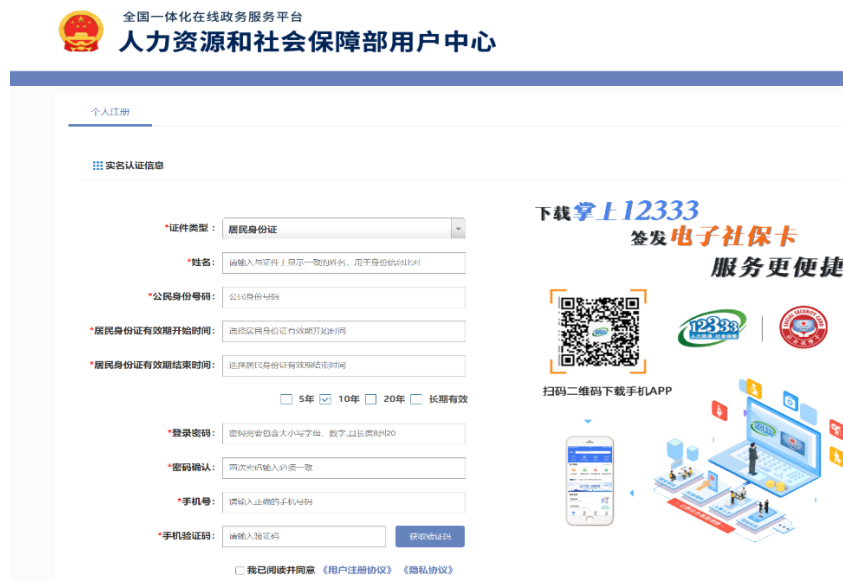 全国一体化在线政务服务平台
人力资源和社会保障部用户中心
个人注册
实名认证信息
*证件类型：
居民身份证
*姓名：
请输入与证件上显示一致的姓名，用于身份信息比对
*公民身份号码：
公民身份号码
*居民身份证有效期开始时间：
选择居民身份证有效期开始时间
*居民身份证有效期结束时间：
选择居民身份证有效期结束时间
5年 10年 20年 长期有效
*登录密码：
密码需要包含大小写字母、数字,且长度8到20
*密码确认：
两次密码输入必须一致
*手机号：
请输入正确的手机号码
*手机验证码：
请输入验证码
获取验证码
我已阅读并同意 《用户注册协议》 《隐私协议》
下载掌上12333
签发电子社保卡
服务更便捷
12333
人力资源 社会保障
SOCIAL SECURITY CARD
扫码二维码下载手机APP